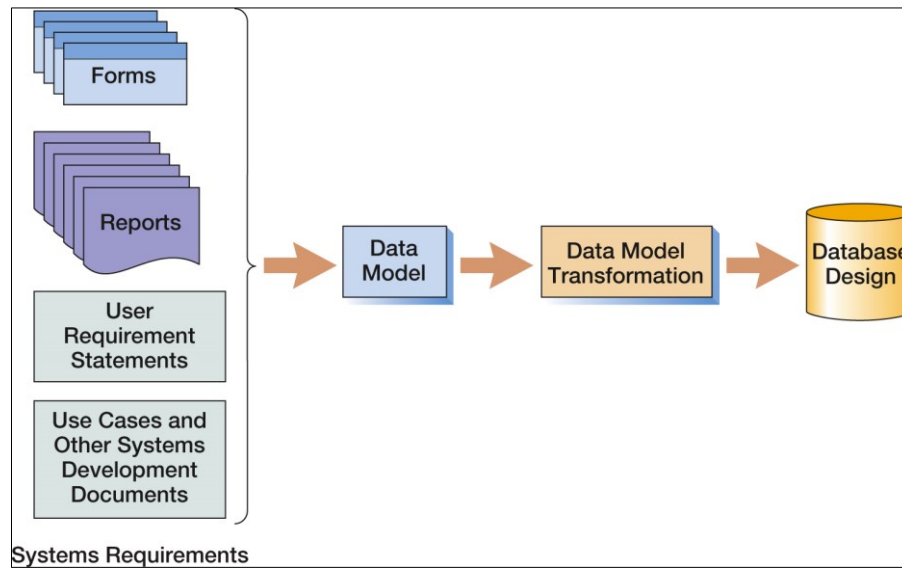 Forms
Reports
User
Requirement
Statements
Use Cases and
Other Systems
Development
Documents
Systems Requirements
Data
Model
Data Model
Transformation
Database
Design